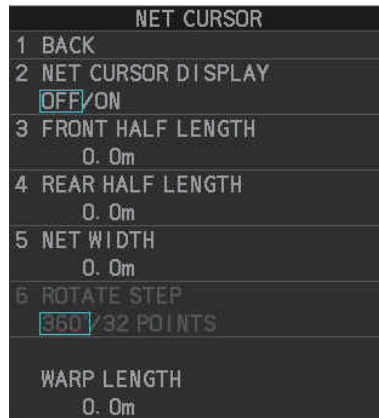 NET CURSOR
1 BACK
2 NET CURSOR DISPLAY
OFF/ON
3 FRONT HALF LENGTH
0. 0m
4 REAR HALF LENGTH
0. 0m
5 NET WIDTH
0. 0m
6 ROTATE STEP
360°/32 POINTS
WARP LENGTH
0. 0m